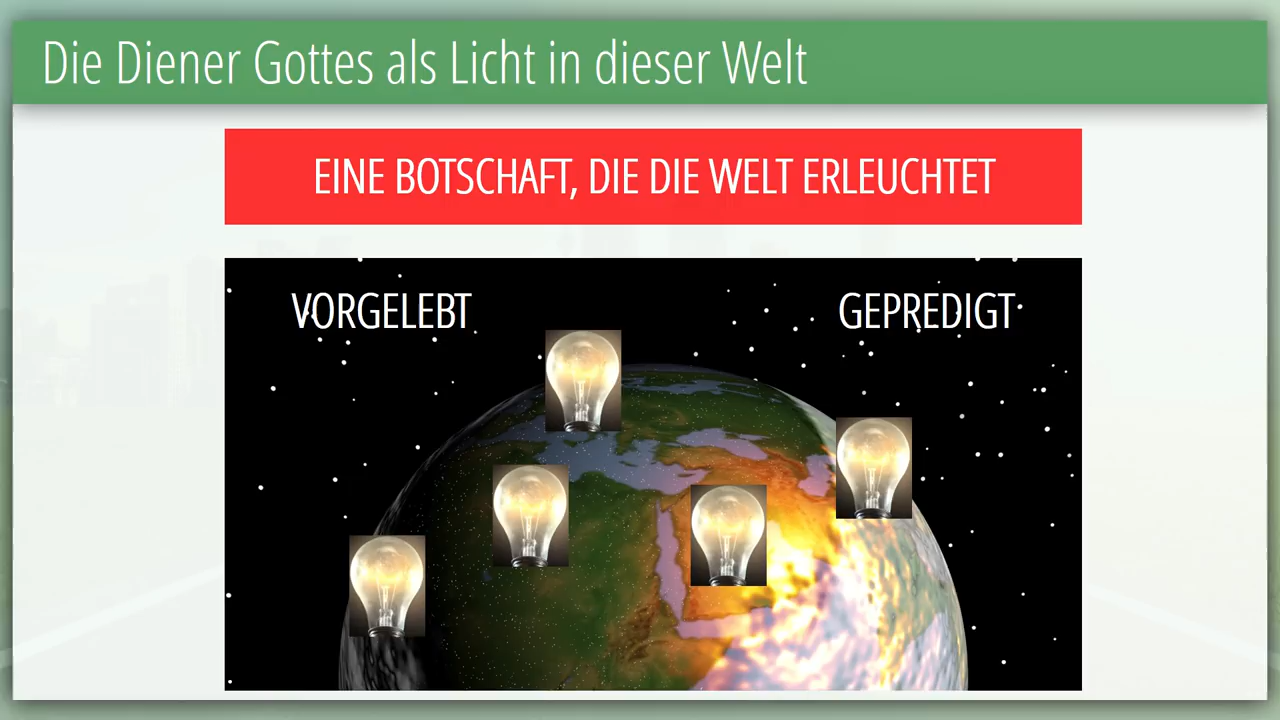 Die Diener Gottes als Licht in dieser Welt
EINE BOTSCHAFT, DIE DIE WELT ERLEUCHTET
VORGELEBT
GEPREDIGT